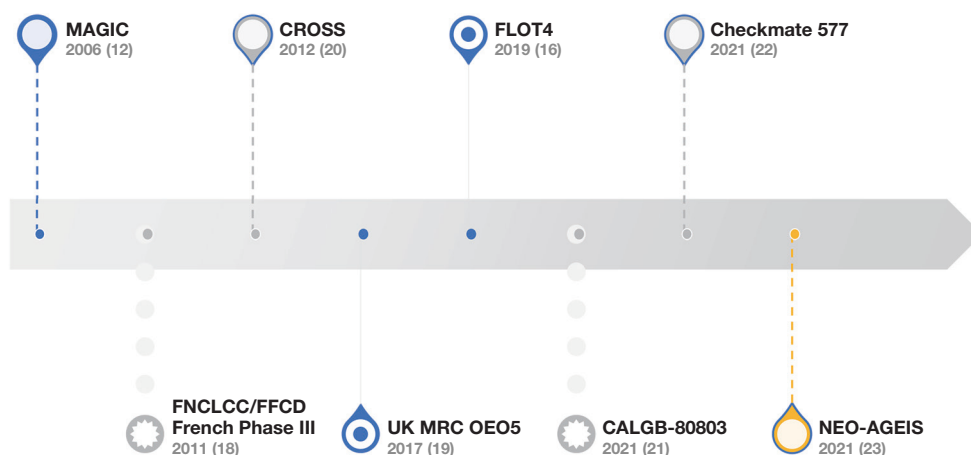 MAGIC
2006 (12)
CROSS
2012 (20)
FLOT4
2019 (16)
Checkmate 577
2021 (22)
FNCLCC/FFCD
French Phase III
2011 (18)
UK MRC OEO5
2017 (19)
CALGB-80803
2021 (21)
NEO-AGEIS
2021 (23)